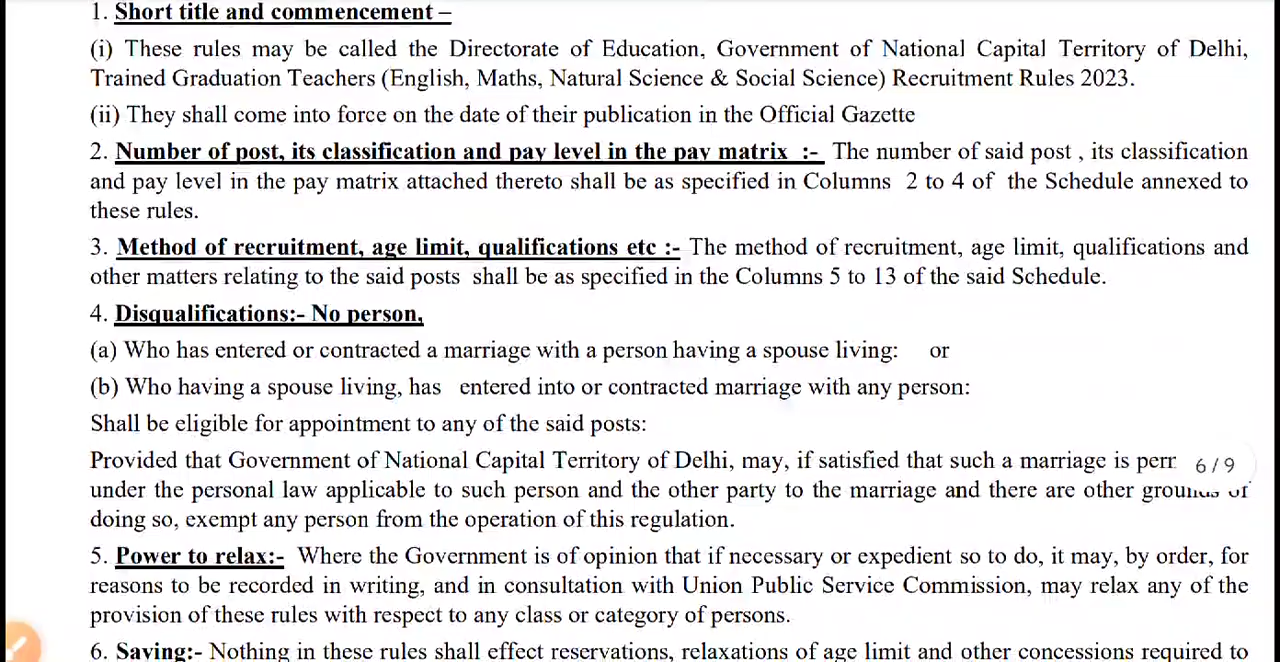 1. Short title and commencement –
(i) These rules may be called the Directorate of Education, Government of National Capital Territory of Delhi,
Trained Graduation Teachers (English, Maths, Natural Science & Social Science) Recruitment Rules 2023.
(ii) They shall come into force on the date of their publication in the Official Gazette
2. Number of post, its classification and pay level in the pay matrix :- The number of said post , its classification
and pay level in the pay matrix attached thereto shall be as specified in Columns 2 to 4 of the Schedule annexed to
these rules.
3. Method of recruitment, age limit, qualifications etc :- The method of recruitment, age limit, qualifications and
other matters relating to the said posts shall be as specified in the Columns 5 to 13 of the said Schedule.
4. Disqualifications:- No person,
(a) Who has entered or contracted a marriage with a person having a spouse living: or
(b) Who having a spouse living, has entered into or contracted marriage with any person:
Shall be eligible for appointment to any of the said posts:
Provided that Government of National Capital Territory of Delhi, may, if satisfied that such a marriage is 6 / 9
under the personal law applicable to such person and the other party to the marriage and there are other grounds of
doing so, exempt any person from the operation of this regulation.
5. Power to relax:- Where the Government is of opinion that if necessary or expedient so to do, it may, by order, for
reasons to be recorded in writing, and in consultation with Union Public Service Commission, may relax any of the
provision of these rules with respect to any class or category of persons.
6. Saving:- Nothing in these rules shall effect reservations, relaxations of age limit and other concessions required to